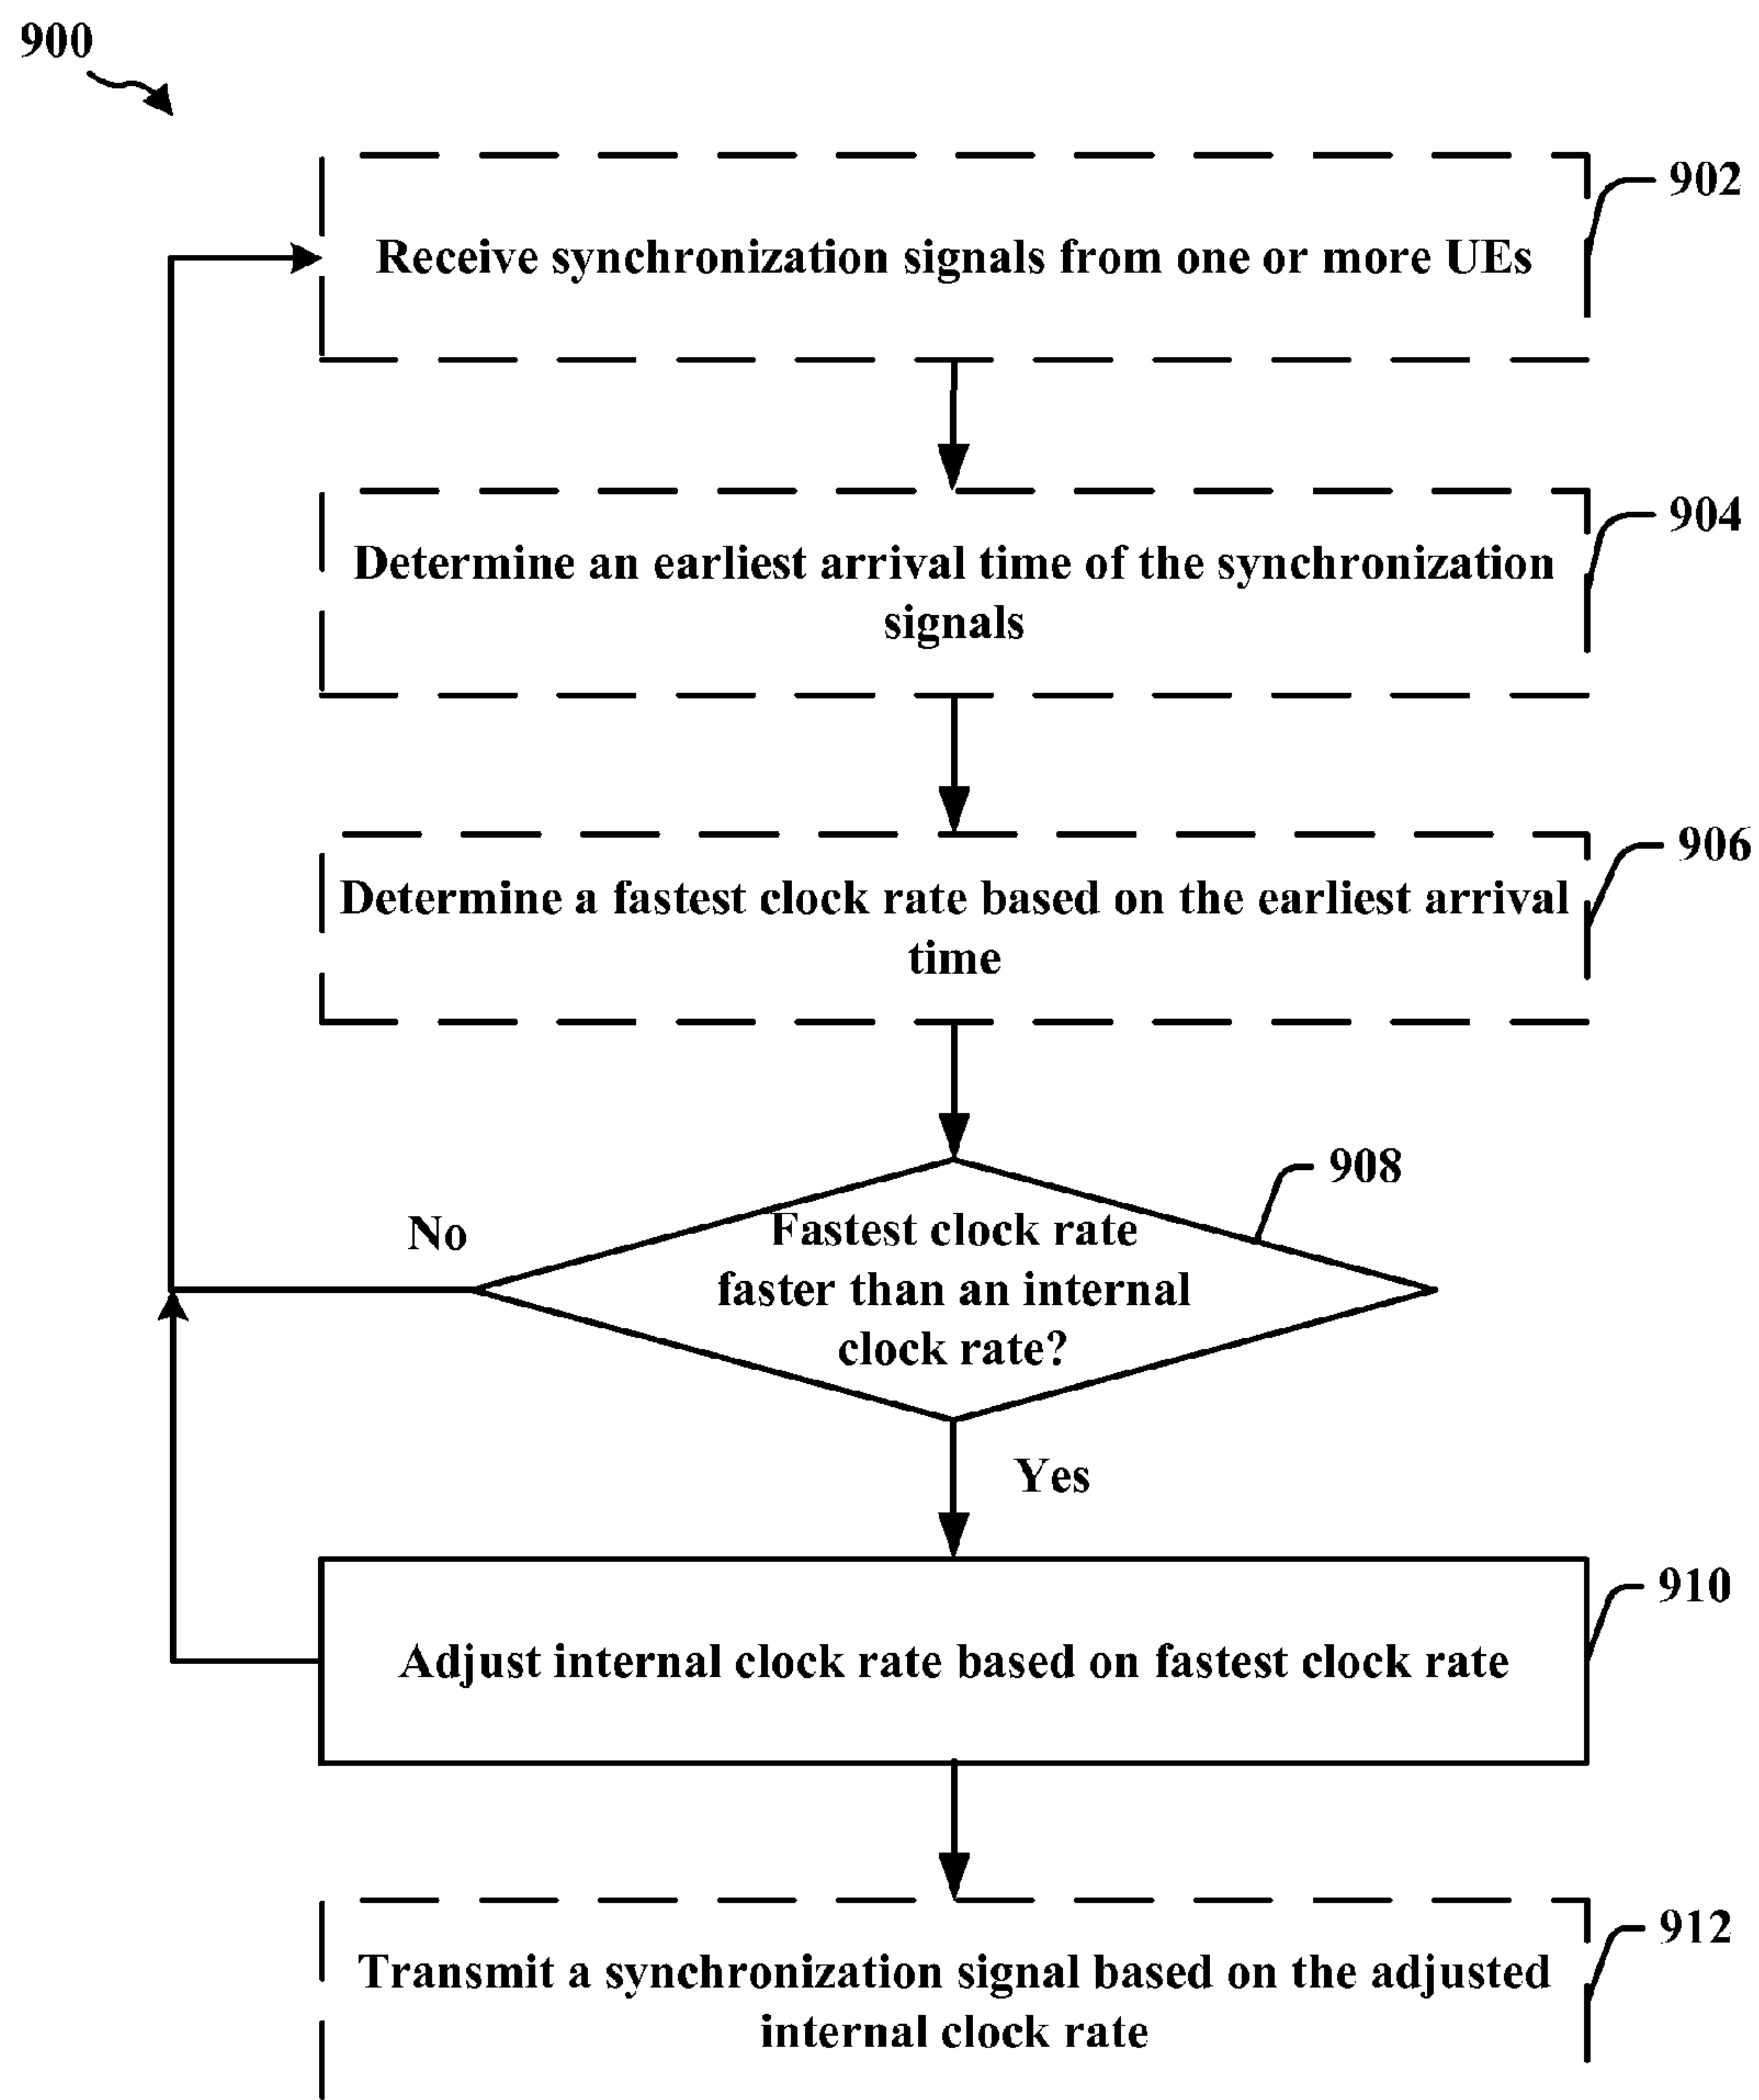 900
902
Receive synchronization signals from one or more UEs
904
Determine an earliest arrival time of the synchronization
signals
906
Determine a fastest clock rate based on the earliest arrival
time
908
No
Fastest clock rate
faster than an internal
clock rate?
Yes
910
Adjust internal clock rate based on fastest clock rate
912
Transmit a synchronization signal based on the adjusted
internal clock rate